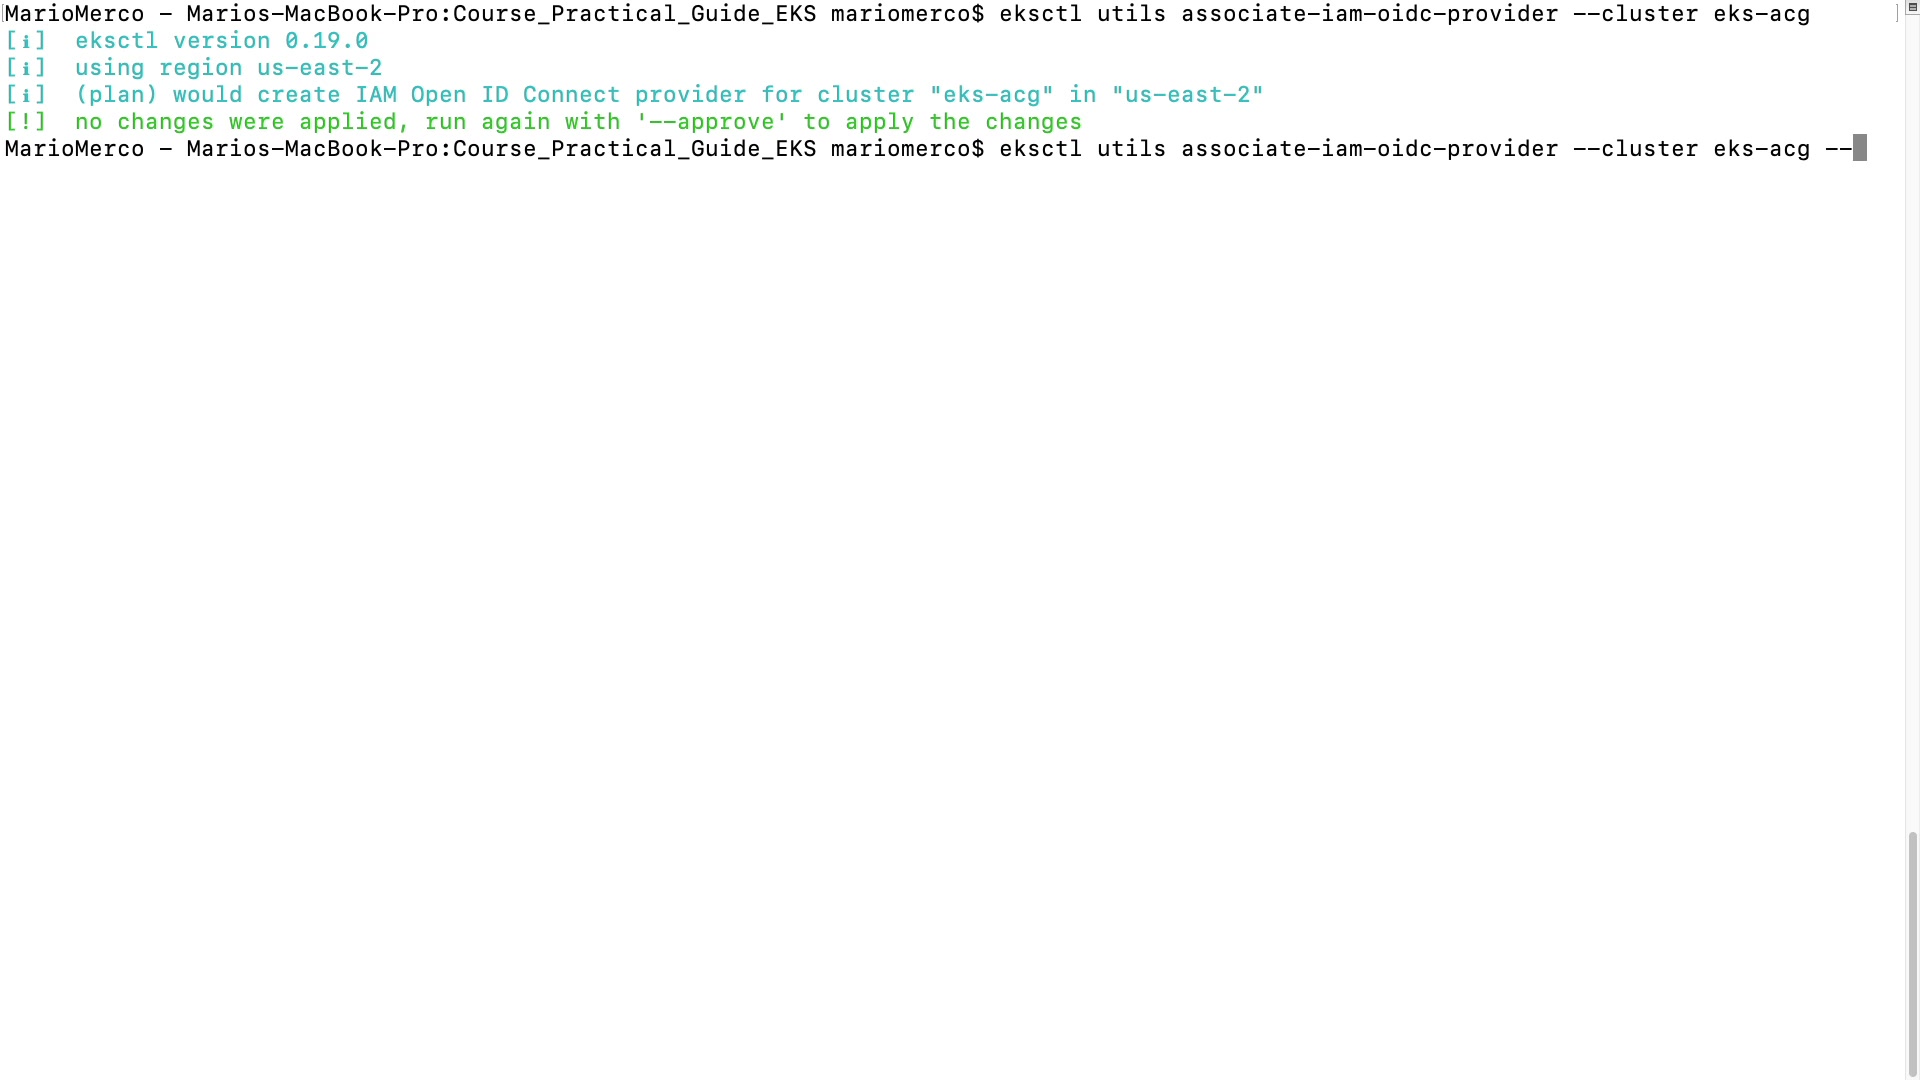 MarioMerco - Marios-MacBook-Pro:Course_Practical_Guide_EKS mariomerco$ eksctl utils associate-iam-oidc-provider --cluster eks-acg
[ℹ]  eksctl version 0.19.0
[ℹ]  using region us-east-2
[ℹ]  (plan) would create IAM Open ID Connect provider for cluster "eks-acg" in "us-east-2"
[!]  no changes were applied, run again with '--approve' to apply the changes
MarioMerco - Marios-MacBook-Pro:Course_Practical_Guide_EKS mariomerco$ eksctl utils associate-iam-oidc-provider --cluster eks-acg --